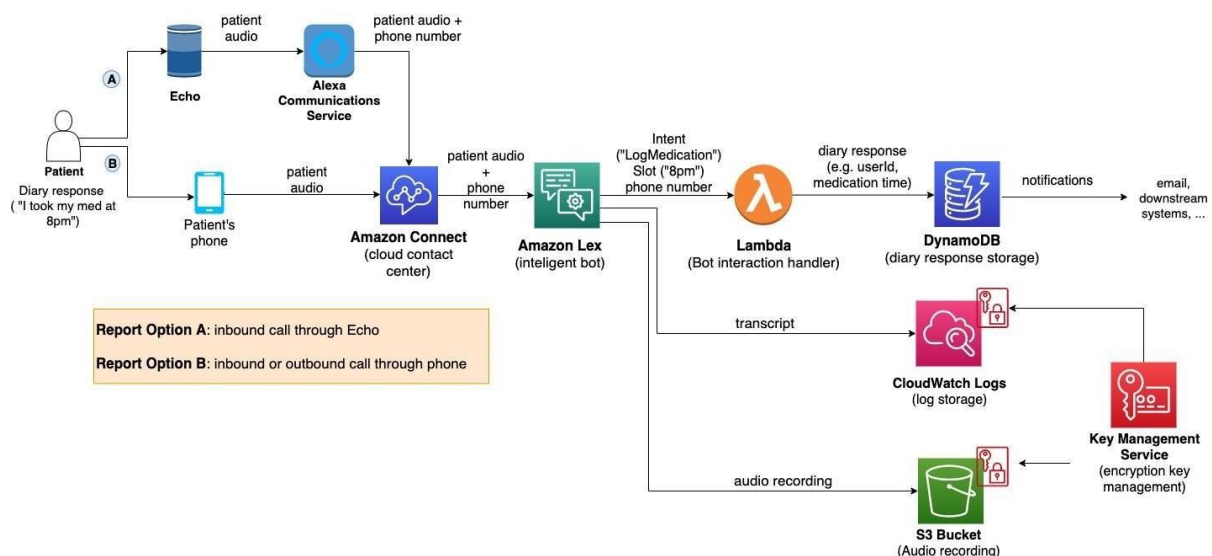 patient
audio
patient audio +
phone number
A
Echo
Alexa
Communications
Service
Patient
Diary response
( "I took my med at
8pm")
B
Patient's
phone
patient
audio
Amazon Connect
(cloud contact
center)
patient audio
+
phone
number
Amazon Lex
(inteligent bot)
Intent
("LogMedication")
Slot ("8pm")
phone number
Lambda
(Bot interaction handler)
diary response
(e.g. userId,
medication time)
DynamoDB
(diary response storage)
notifications
email,
downstream
systems, ...
transcript
CloudWatch Logs
(log storage)
Key Management
Service
(encryption key
management)
audio recording
S3 Bucket
(Audio recording)
Report Option A: inbound call through Echo
Report Option B: inbound or outbound call through phone